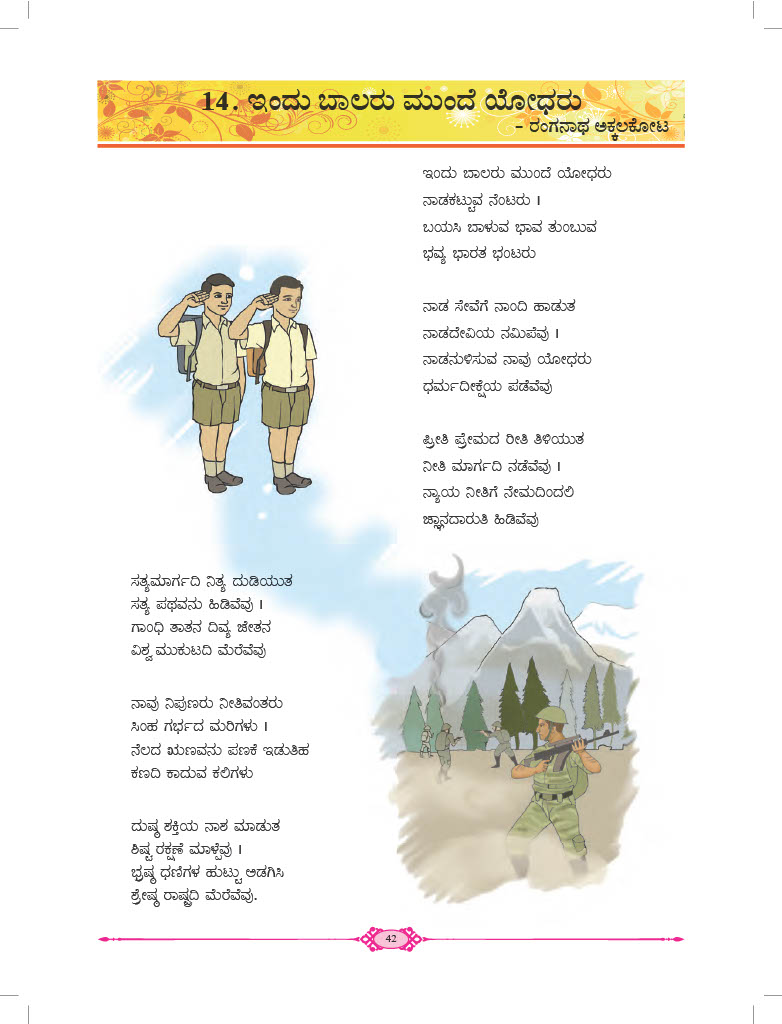 14. ಇಂದು ಬಾಲರು ಮುಂದೆ ಯೋಧರು
– ರಂಗನಾಥ ಅಕ್ಕಲಕೋಟ
ಇಂದು ಬಾಲರು ಮುಂದೆ ಯೋಧರು
ನಾಡಕಟ್ಟುವ ನೆಂಟರು ।
ಬಯಸಿ ಬಾಳುವ ಭಾವ ತುಂಬುವ
ಭವ್ಯ ಭಾರತ ಭಂಟರು
ನಾಡ ಸೇವೆಗೆ ನಾಂದಿ ಹಾಡುತ
ನಾಡದೇವಿಯ ನಮಿಪೆವು ।
ನಾಡನುಳಿಸುವ ನಾವು ಯೋಧರು
ಧರ್ಮದೀಕ್ಷೆಯ ಪಡೆವೆವು
ಪ್ರೀತಿ ಪ್ರೇಮದ ರೀತಿ ತಿಳಿಯುತ
ನೀತಿ ಮಾರ್ಗದಿ ನಡೆವೆವು ।
ನ್ಯಾಯ ನೀತಿಗೆ ನೇಮದಿಂದಲಿ
ಜ್ಞಾನದಾರುತಿ ಹಿಡಿವೆವು
ಸತ್ಯಮಾರ್ಗದಿ ನಿತ್ಯ ದುಡಿಯುತ
ಸತ್ಯ ಪಥವನು ಹಿಡಿವೆವು ।
ಗಾಂಧಿ ತಾತನ ದಿವ್ಯ ಚೇತನ
ವಿಶ್ವ ಮುಕುಟದಿ ಮೆರೆವೆವು
ನಾವು ನಿಪುಣರು ನೀತಿವಂತರು
ಸಿಂಹ ಗರ್ಭದ ಮರಿಗಳು ।
ನೆಲದ ಋಣವನು ಪಣಕೆ ಇಡುತಿಹ
ಕಣದಿ ಕಾದುವ ಕಲಿಗಳು
ದುಷ್ಠ ಶಕ್ತಿಯ ನಾಶ ಮಾಡುತ
ಶಿಷ್ಟ ರಕ್ಷಣೆ ಮಾಳ್ಪೆವು ।
ಭ್ರಷ್ಠ ಧಣಿಗಳ ಹುಟ್ಟು ಅಡಗಿಸಿ
ಶ್ರೇಷ್ಠ ರಾಷ್ಟ್ರದಿ ಮೆರೆವೆವು.
42